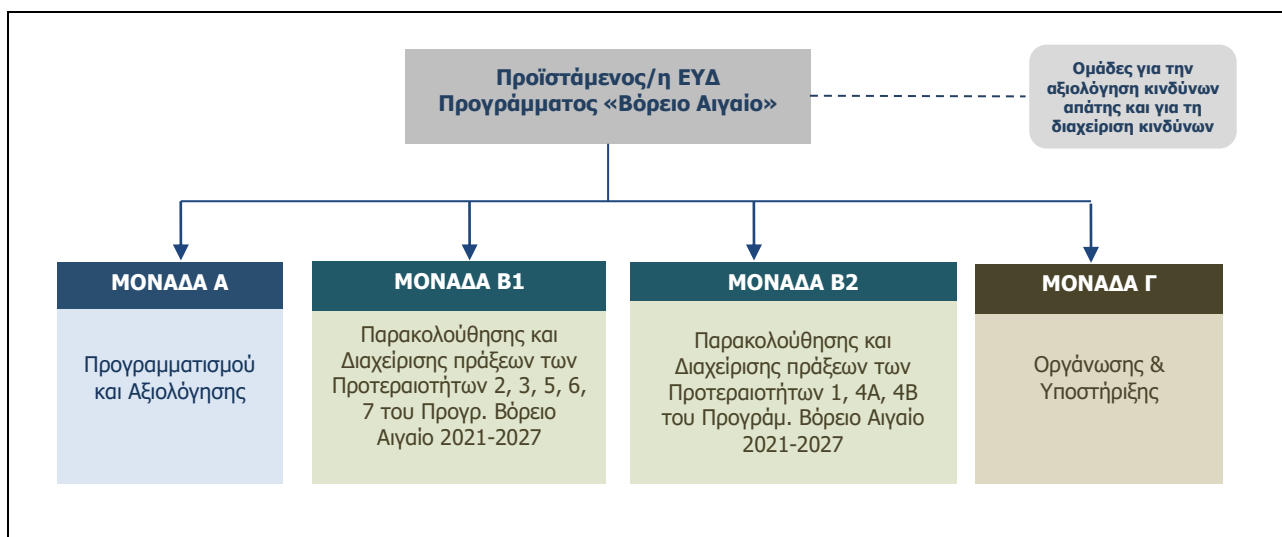 Προϊστάμενος/η ΕΥΔ
Προγράμματος «Βόρειο Αιγαίο»
Ομάδες για την
αξιολόγηση κινδύνων
απάτης και για τη
διαχείριση κινδύνων
ΜΟΝΑΔΑ Α
Προγραμματισμού
και Αξιολόγησης
ΜΟΝΑΔΑ Β1
Παρακολούθησης και
Διαχείρισης πράξεων των
Προτεραιοτήτων 2, 3, 5, 6,
7 του Προγρ. Βόρειο
Αιγαίο 2021-2027
ΜΟΝΑΔΑ Β2
Παρακολούθησης και
Διαχείρισης πράξεων των
Προτεραιοτήτων 1, 4Α, 4Β
του Προγράμ. Βόρειο Αιγαίο
2021-2027
ΜΟΝΑΔΑ Γ
Οργάνωσης &
Υποστήριξης